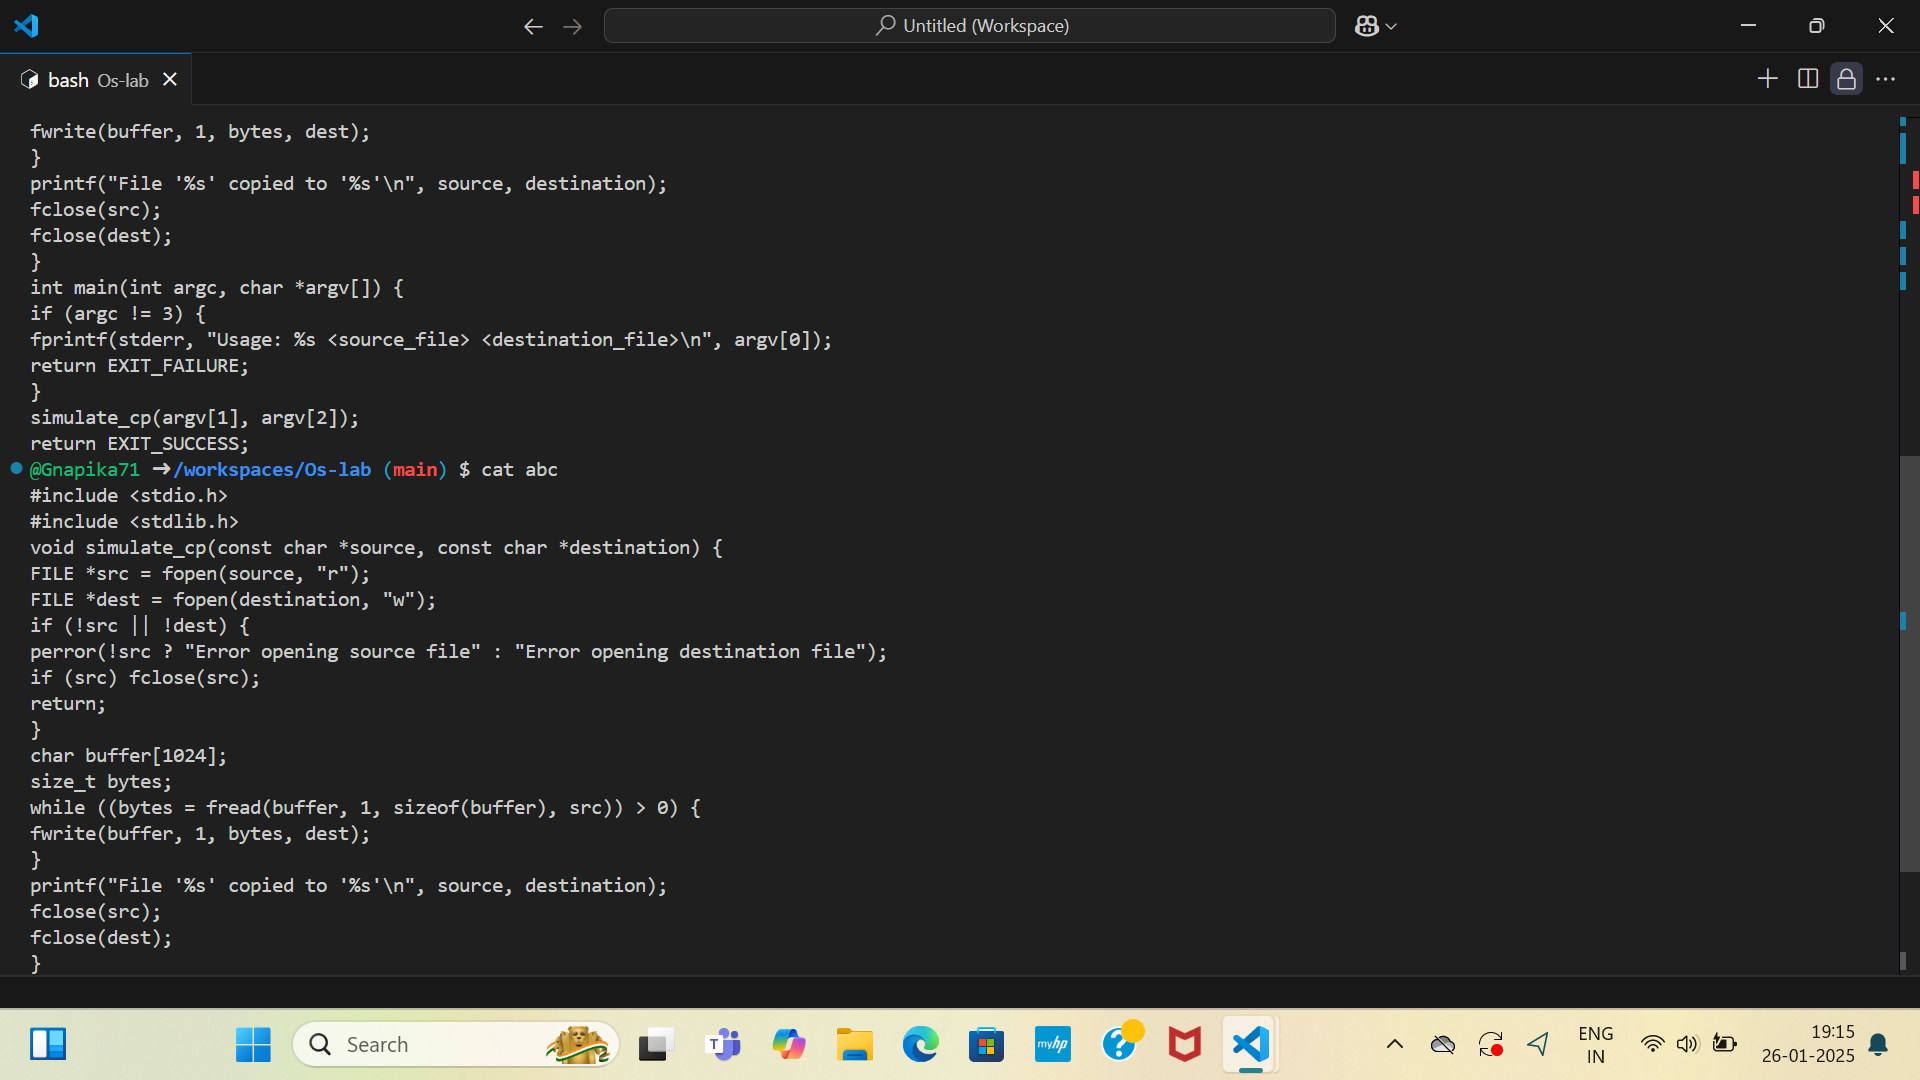 Untitled (Workspace)
bash Os-lab
fwrite(buffer, 1, bytes, dest);
}
printf("File '%s' copied to '%s'\n", source, destination);
fclose(src);
fclose(dest);
}
int main(int argc, char *argv[]) {
if (argc != 3) {
fprintf(stderr, "Usage: %s <source_file> <destination_file>\n", argv[0]);
return EXIT_FAILURE;
}
simulate_cp(argv[1], argv[2]);
return EXIT_SUCCESS;
@Gnapika71 →/workspaces/Os-lab (main) $ cat abc
#include <stdio.h>
#include <stdlib.h>
void simulate_cp(const char *source, const char *destination) {
FILE *src = fopen(source, "r");
FILE *dest = fopen(destination, "w");
if (!src || !dest) {
perror(!src ? "Error opening source file" : "Error opening destination file");
if (src) fclose(src);
return;
}
char buffer[1024];
size_t bytes;
while ((bytes = fread(buffer, 1, sizeof(buffer), src)) > 0) {
fwrite(buffer, 1, bytes, dest);
}
printf("File '%s' copied to '%s'\n", source, destination);
fclose(src);
fclose(dest);
}
Search
T
myhp
?
ENG
IN
19:15
26-01-2025